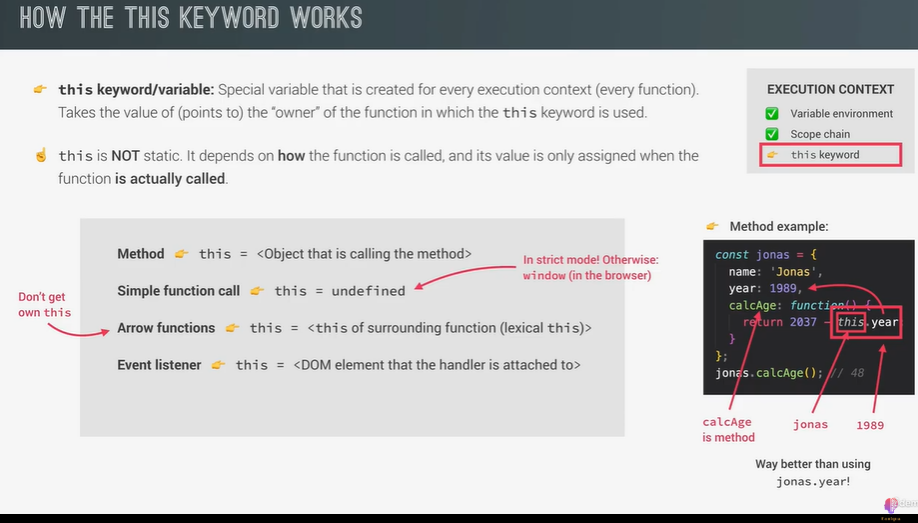 HOW THE THIS KEYWORD WORKS
👉 this keyword/variable: Special variable that is created for every execution context (every function).
Takes the value of (points to) the “owner” of the function in which the this keyword is used.
☝️ this is NOT static. It depends on how the function is called, and its value is only assigned when the
function is actually called.
EXECUTION CONTEXT
✅ Variable environment
✅ Scope chain
👉 this keyword
Method 👉 this = <Object that is calling the method>
Simple function call 👉 this = undefined
In strict mode! Otherwise:
window (in the browser)
Don’t get
own this
Arrow functions 👉 this = <this of surrounding function (lexical this)>
Event listener 👉 this = <DOM element that the handler is attached to>
👉 Method example:
const jonas = {
name: 'Jonas',
year: 1989,
calcAge: function() {
return 2037 - this.year;
}
};
jonas.calcAge(); // 48
calcAge
is method
jonas
1989
Way better than using
jonas.year!